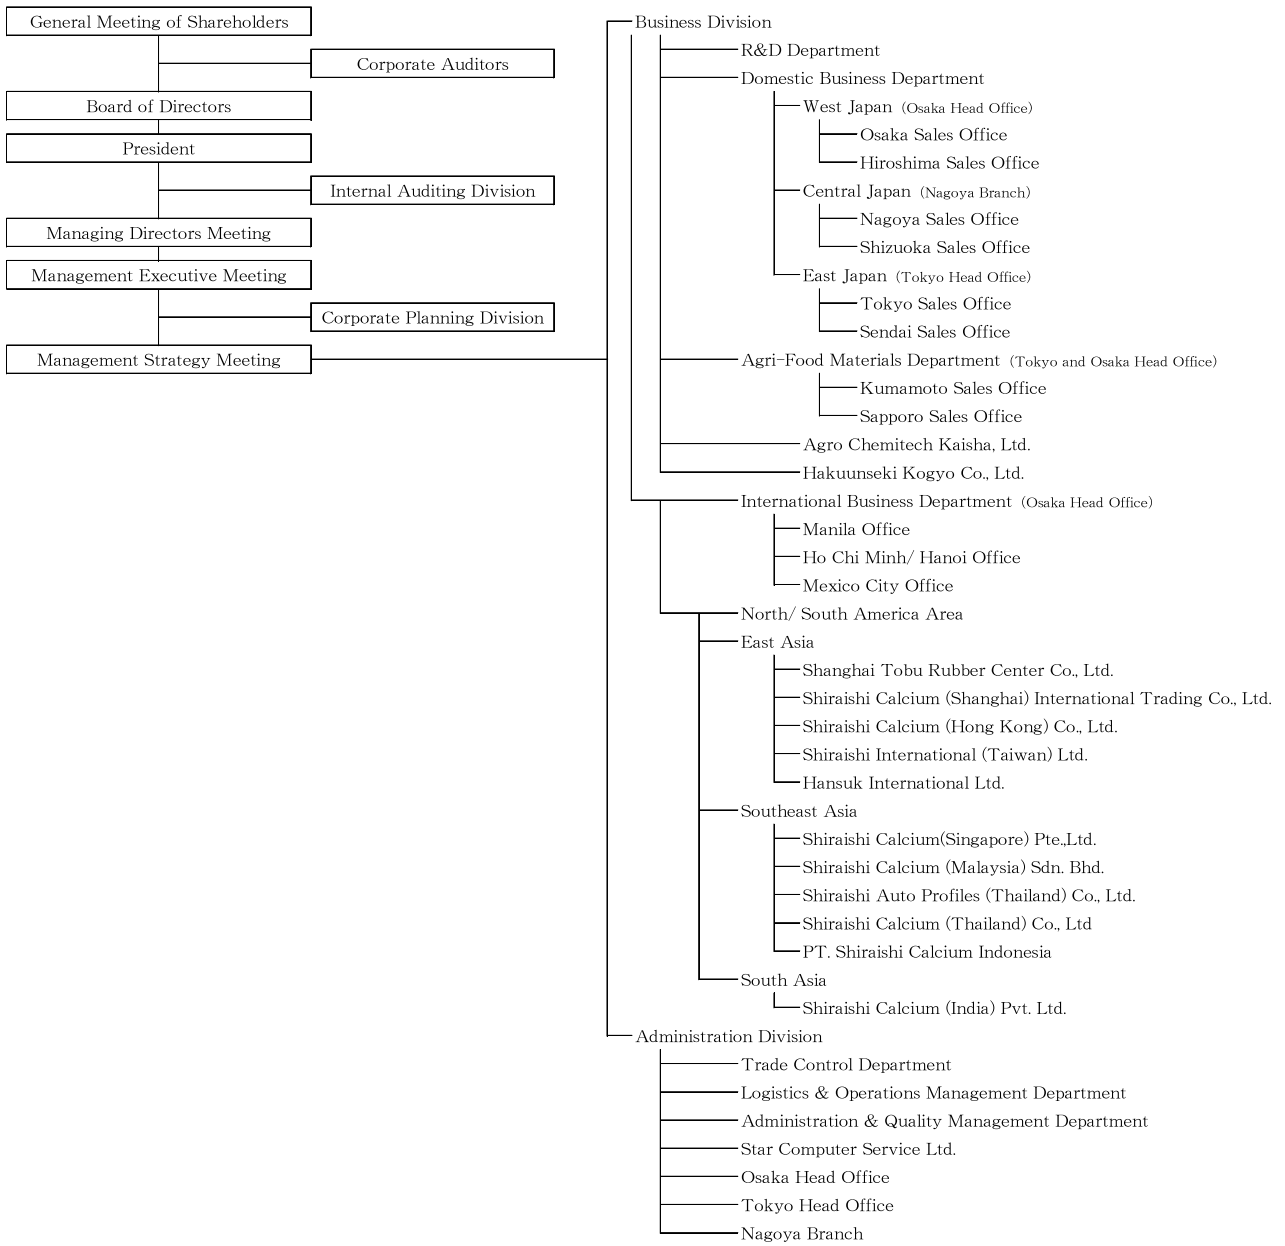 General Meeting of Shareholders
Corporate Auditors
Board of Directors
President
Internal Auditing Division
Managing Directors Meeting
Management Executive Meeting
Corporate Planning Division
Management Strategy Meeting
Business Division
R&D Department
Domestic Business Department
West Japan (Osaka Head Office)
Osaka Sales Office
Hiroshima Sales Office
Central Japan (Nagoya Branch)
Nagoya Sales Office
Shizuoka Sales Office
East Japan (Tokyo Head Office)
Tokyo Sales Office
Sendai Sales Office
Agri-Food Materials Department (Tokyo and Osaka Head Office)
Kumamoto Sales Office
Sapporo Sales Office
Agro Chemitech Kaisha, Ltd.
Hakuunseki Kogyo Co., Ltd.
International Business Department (Osaka Head Office)
Manila Office
Ho Chi Minh/ Hanoi Office
Mexico City Office
North/ South America Area
East Asia
Shanghai Tobu Rubber Center Co., Ltd.
Shiraishi Calcium (Shanghai) International Trading Co., Ltd.
Shiraishi Calcium (Hong Kong) Co., Ltd.
Shiraishi International (Taiwan) Ltd.
Hansuk International Ltd.
Southeast Asia
Shiraishi Calcium(Singapore) Pte.,Ltd.
Shiraishi Calcium (Malaysia) Sdn. Bhd.
Shiraishi Auto Profiles (Thailand) Co., Ltd.
Shiraishi Calcium (Thailand) Co., Ltd
PT. Shiraishi Calcium Indonesia
South Asia
Shiraishi Calcium (India) Pvt. Ltd.
Administration Division
Trade Control Department
Logistics & Operations Management Department
Administration & Quality Management Department
Star Computer Service Ltd.
Osaka Head Office
Tokyo Head Office
Nagoya Branch